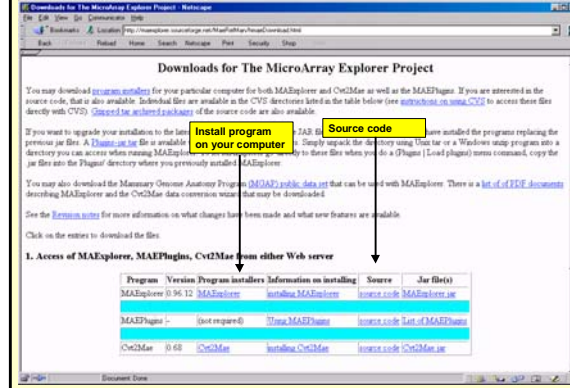 Downloads for The MicroArray Explorer Project - Netscape
File Edit View Go Communicator Help
Bookmarks Location http://maexplorer.sourceforge.net/MaeRefMan/hmaeDownload.html
Back Reload Home Search Netscape Print Security Shop
Downloads for The MicroArray Explorer Project
You may download program installers for your particular computer for both MAExplorer and Cvt2Mae as well as the MAEPlugins. If you are interested in the
source code, that is also available. Individual files are available in the CVS directories listed in the table below (see instructions on using CVS to access these files
directly with CVS). Gzipped tar archived packages of the source code are also available.
If you want to upgrade your installation to the latest JAR file have installed the programs replacing the
previous jar files. A Plugins-jar tar file is available Simply unpack the directory using Unix tar or a Windows unzip program into a
directory you can access when running MAExplorer to these files when you do a (Plugins | Load plugins) menu command, copy the
jar files into the Plugins/ directory where you previously installed MAExplorer.
Install program
on your computer
Source code
You may also download the Mammary Genome Anatomy Program (MGAP) public data set that can be used with MAExplorer. There is a list of of PDF documents
describing MAExplorer and the Cvt2Mae data conversion wizard that may be downloaded.
See the Revision notes for more information on what changes have been made and what new features are available.
Click on the entries to download the files.
1. Access of MAExplorer, MAEPlugins, Cvt2Mae from either Web server
Program Version Program installers Information on installing Source Jar file(s)
MAExplorer 0.96.12 MAExplorer installing MAExplorer source code MAExplorer jar
MAEPlugins - (not required) Using MAEPlugins source code List of MAEPlugins
Cvt2Mae 0.68 Cvt2Mae installing Cvt2Mae source code Cvt2Mae jar
Document Done